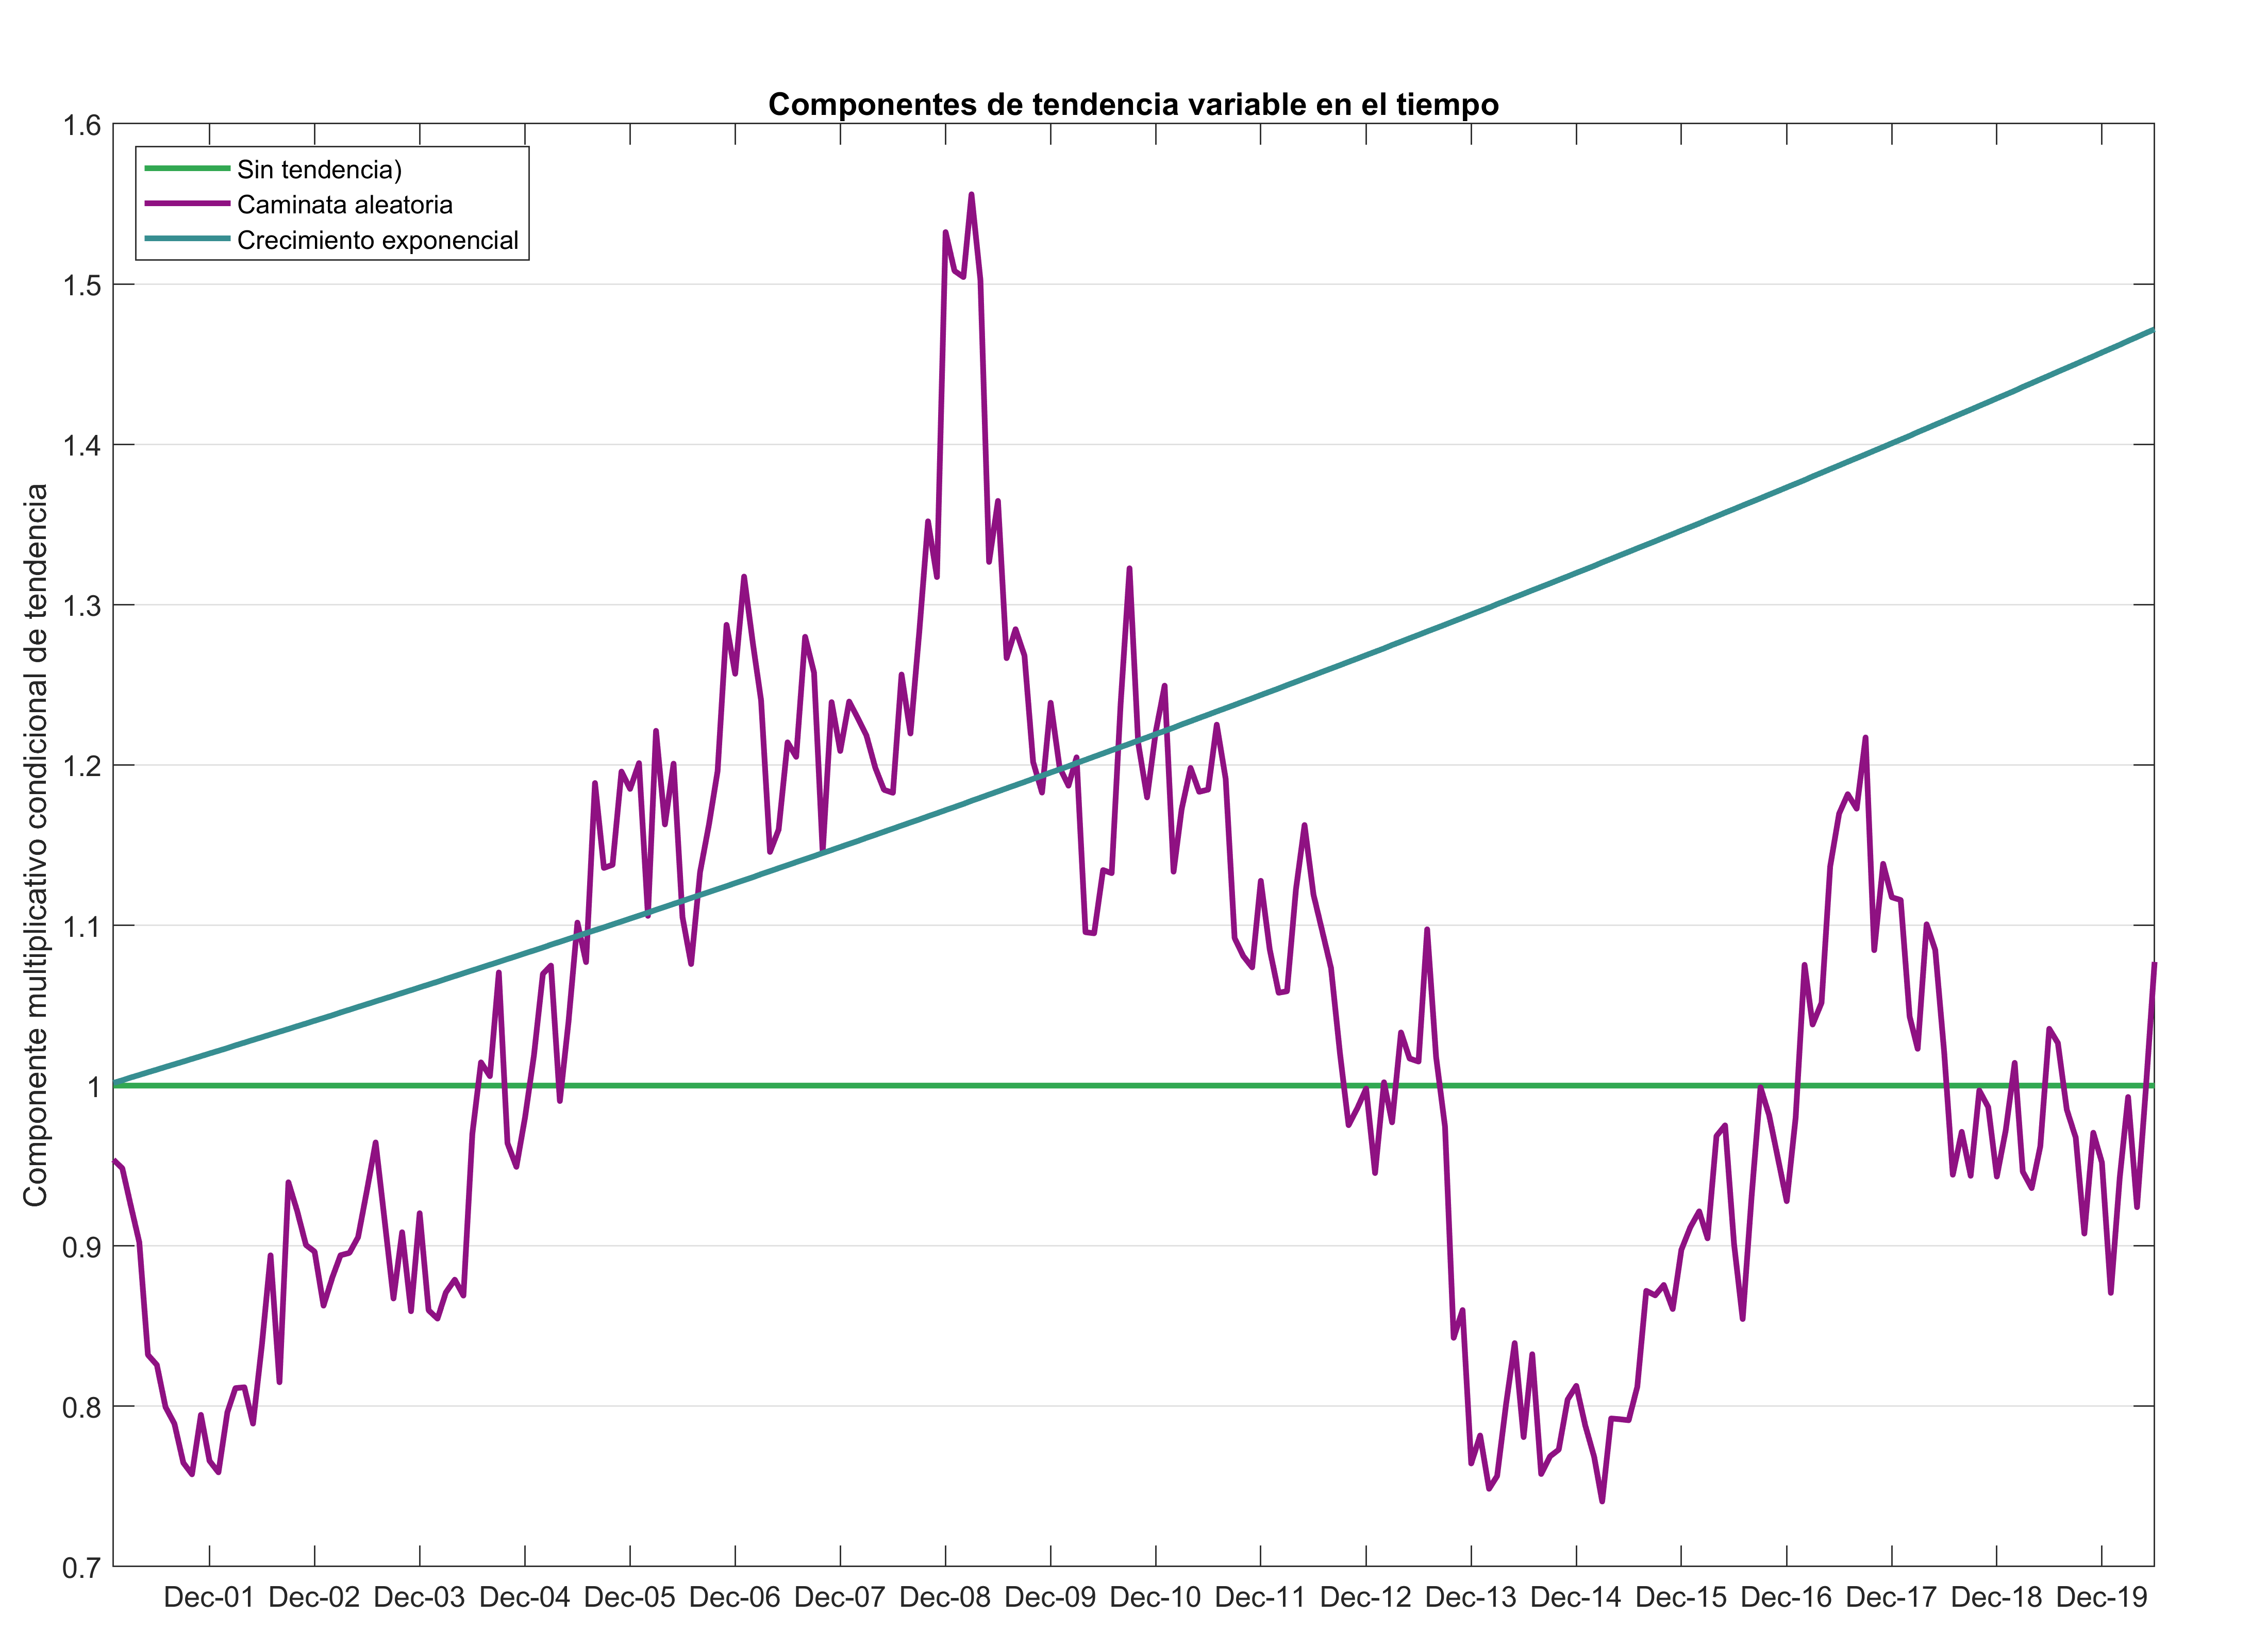 Componentes de tendencia variable en el tiempo
1.6
1.5
1.4
1.3
1.2
1.1
1
0.9
0.8
0.7
Sin tendencia)
Caminata aleatoria
Crecimiento exponencial
Componente multiplicativo condicional de tendencia
Dec-01 Dec-02 Dec-03 Dec-04 Dec-05 Dec-06 Dec-07 Dec-08 Dec-09 Dec-10 Dec-11 Dec-12 Dec-13 Dec-14 Dec-15 Dec-16 Dec-17 Dec-18 Dec-19